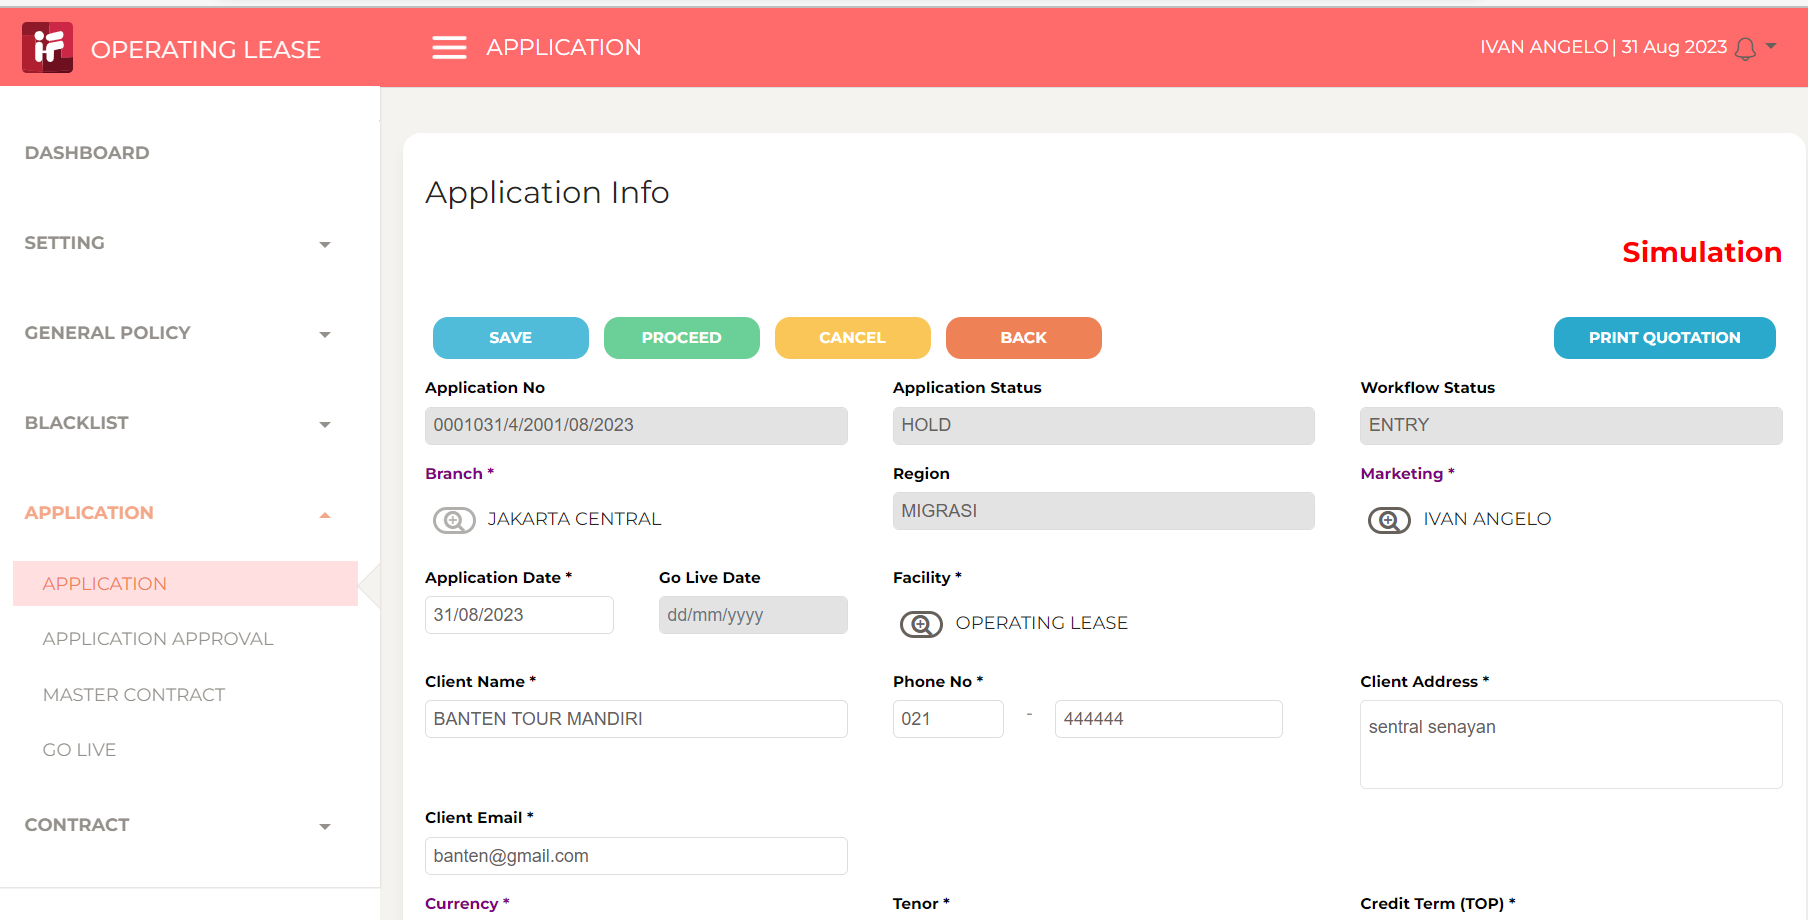 iF OPERATING LEASE
APPLICATION
IVAN ANGELO | 31 Aug 2023
DASHBOARD
SETTING
GENERAL POLICY
BLACKLIST
APPLICATION
APPLICATION
APPLICATION APPROVAL
MASTER CONTRACT
GO LIVE
CONTRACT
Application Info
Simulation
SAVE PROCEED CANCEL BACK PRINT QUOTATION
Application No Application Status Workflow Status
0001031/4/2001/08/2023 HOLD ENTRY
Branch * Region Marketing *
JAKARTA CENTRAL MIGRASI IVAN ANGELO
Application Date * Go Live Date Facility *
31/08/2023 dd/mm/yyyy OPERATING LEASE
Client Name * Phone No * Client Address *
BANTEN TOUR MANDIRI 021 - 444444 sentral senayan
Client Email *
banten@gmail.com
Currency * Tenor * Credit Term (TOP) *